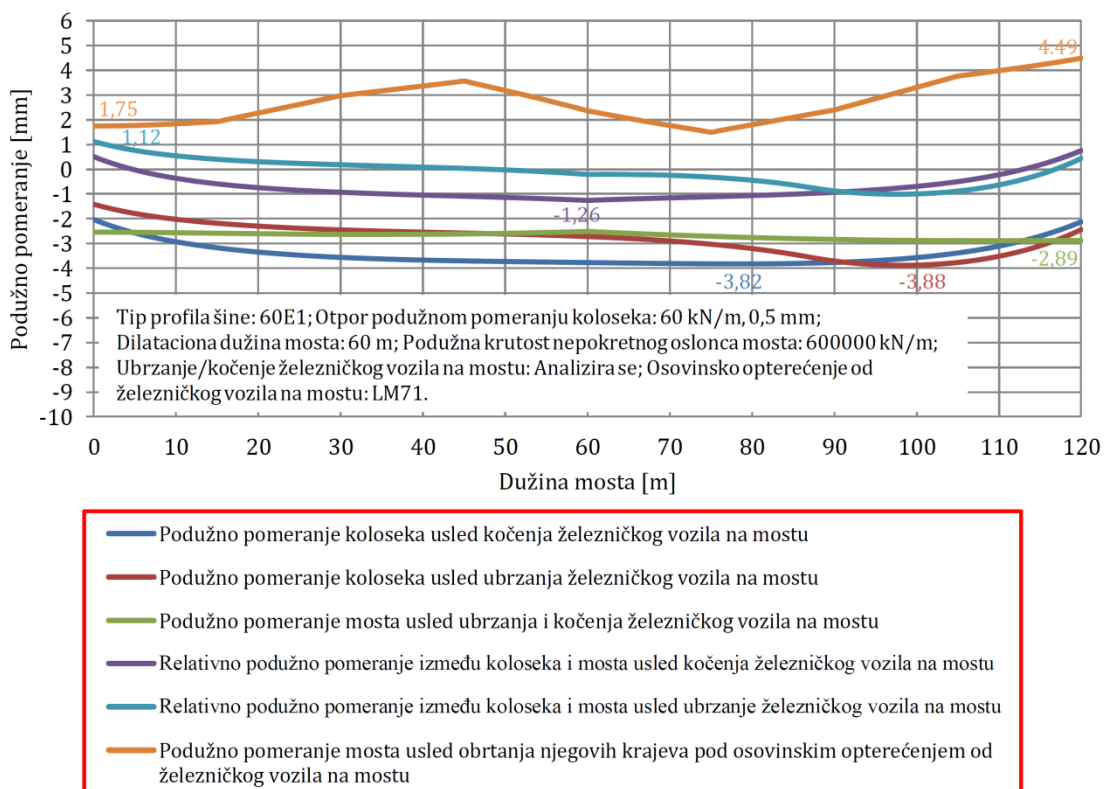 6
5
4
3
2
1
0
-1
-2
-3
-4
-5
-6
-7
-8
-9
-10
Podužno pomeranje [mm]
1,75
1,12
4.49
-1,26
-3,82
-3,88
-2,89
Tip profila šine: 60E1; Otpor podužnom pomeranju koloseka: 60 kN/m, 0,5 mm;
Dilataciona dužina mosta: 60 m; Podužna krutost nepokretnog oslonca mosta: 600000 kN/m;
Ubrzanje/kočenje železničkog vozila na mostu: Analizira se; Osovinsko opterećenje od
železničkog vozila na mostu: LM71.
0 10 20 30 40 50 60 70 80 90 100 110 120
Dužina mosta [m]
Podužno pomeranje koloseka usled kočenja železničkog vozila na mostu
Podužno pomeranje koloseka usled ubrzanja železničkog vozila na mostu
Podužno pomeranje mosta usled ubrzanja i kočenja železničkog vozila na mostu
Relativno podužno pomeranje između koloseka i mosta usled kočenja železničkog vozila na mostu
Relativno podužno pomeranje između koloseka i mosta usled ubrzanje železničkog vozila na mostu
Podužno pomeranje mosta usled obrtanja njegovih krajeva pod osovinskim opterećenjem od
železničkog vozila na mostu